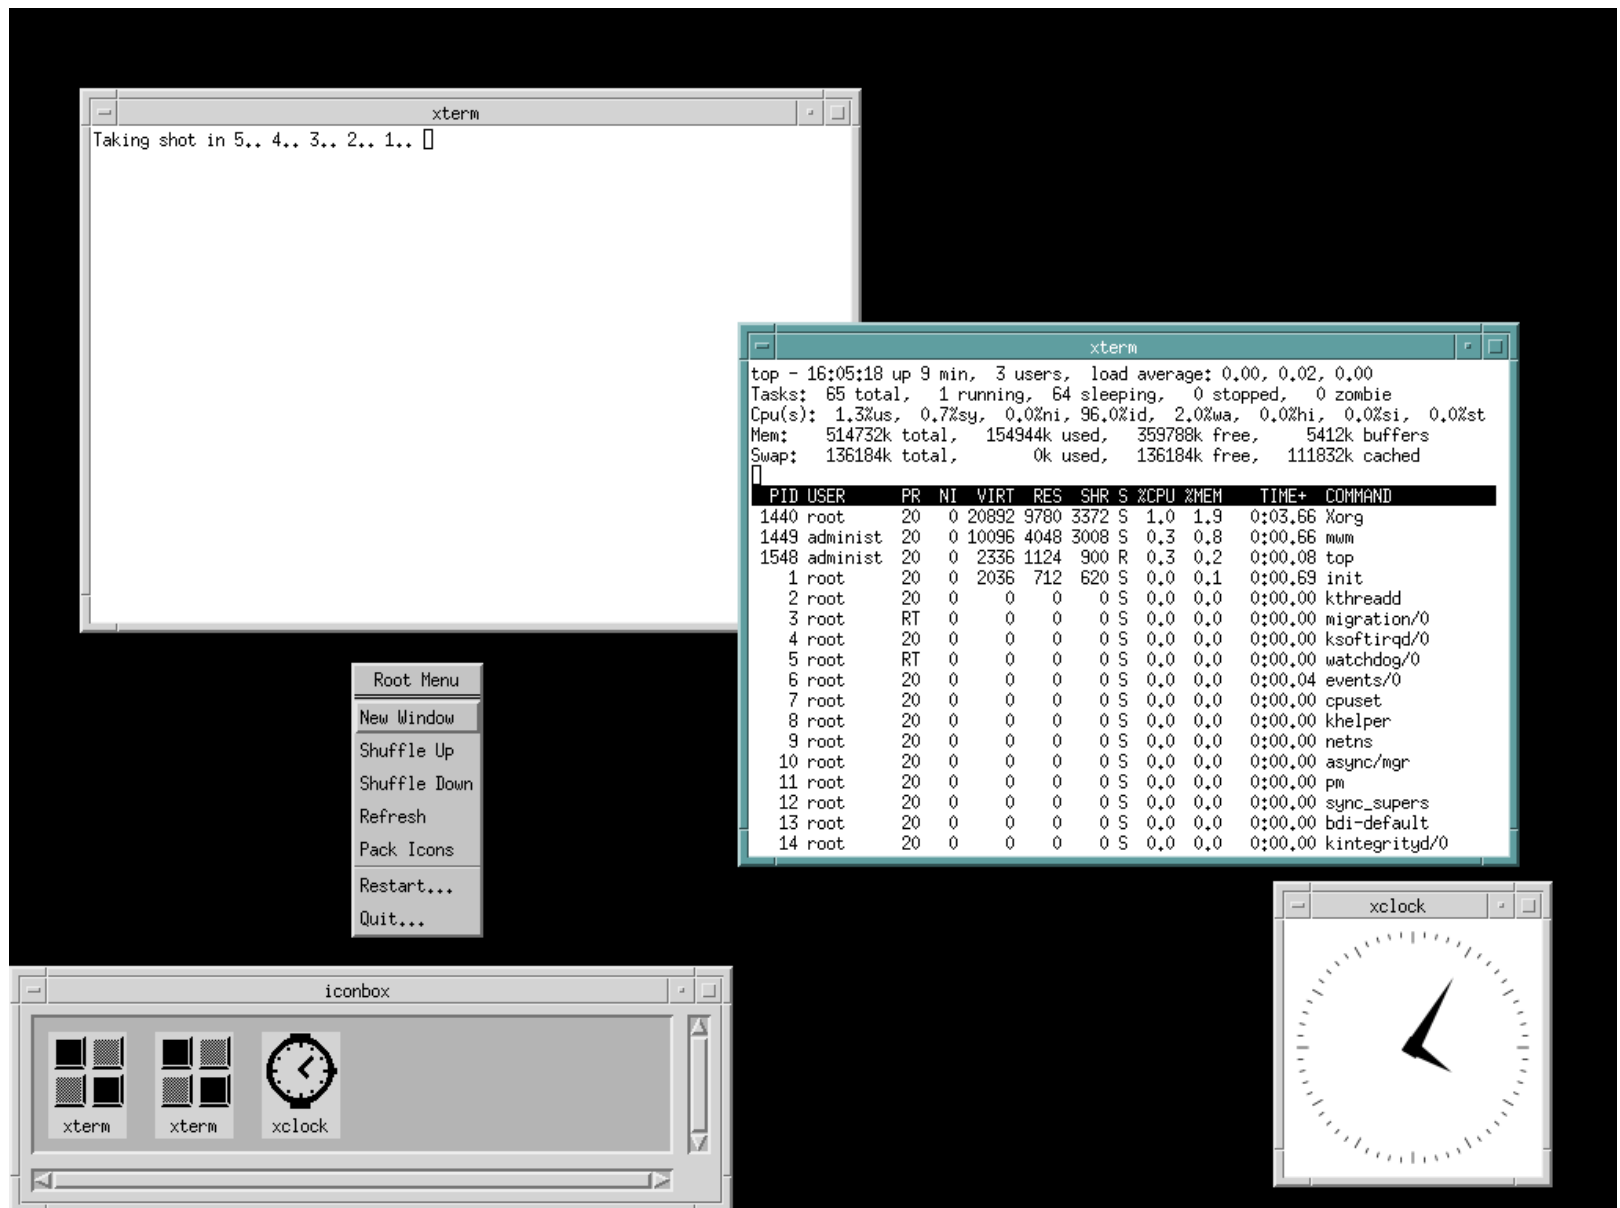 xterm
Taking shot in 5.. 4.. 3.. 2.. 1..
xterm
top - 16:05:18 up 9 min,  3 users,  load average: 0.00, 0.02, 0.00
Tasks:  65 total,   1 running,  64 sleeping,   0 stopped,   0 zombie
Cpu(s):  1.3%us,  0.7%sy,  0.0%ni, 96.0%id,  2.0%wa,  0.0%hi,  0.0%si,  0.0%st
Mem:    514732k total,   154944k used,   359788k free,     5412k buffers
Swap:   136184k total,        0k used,   136184k free,   111832k cached
PID USER      PR  NI  VIRT  RES  SHR S %CPU %MEM    TIME+  COMMAND
1440 root      20   0 20892 9780 3372 S  1.0  1.9   0:03.66 Xorg
1449 administ  20   0 10096 4048 3008 S  0.3  0.8   0:00.66 mwm
1548 administ  20   0  2336 1124  900 R  0.3  0.2   0:00.08 top
1 root      20   0  2036  712  620 S  0.0  0.1   0:00.69 init
2 root      20   0     0    0    0 S  0.0  0.0   0:00.00 kthreadd
3 root      RT   0     0    0    0 S  0.0  0.0   0:00.00 migration/0
4 root      20   0     0    0    0 S  0.0  0.0   0:00.00 ksoftirqd/0
5 root      RT   0     0    0    0 S  0.0  0.0   0:00.00 watchdog/0
6 root      20   0     0    0    0 S  0.0  0.0   0:00.04 events/0
7 root      20   0     0    0    0 S  0.0  0.0   0:00.00 cpuset
8 root      20   0     0    0    0 S  0.0  0.0   0:00.00 khelper
9 root      20   0     0    0    0 S  0.0  0.0   0:00.00 netns
10 root      20   0     0    0    0 S  0.0  0.0   0:00.00 async/mgr
11 root      20   0     0    0    0 S  0.0  0.0   0:00.00 pm
12 root      20   0     0    0    0 S  0.0  0.0   0:00.00 sync_supers
13 root      20   0     0    0    0 S  0.0  0.0   0:00.00 bdi-default
14 root      20   0     0    0    0 S  0.0  0.0   0:00.00 kintegrityd/0
Root Menu
New Window
Shuffle Up
Shuffle Down
Refresh
Pack Icons
Restart...
Quit...
xclock
iconbox
xterm
xterm
xclock